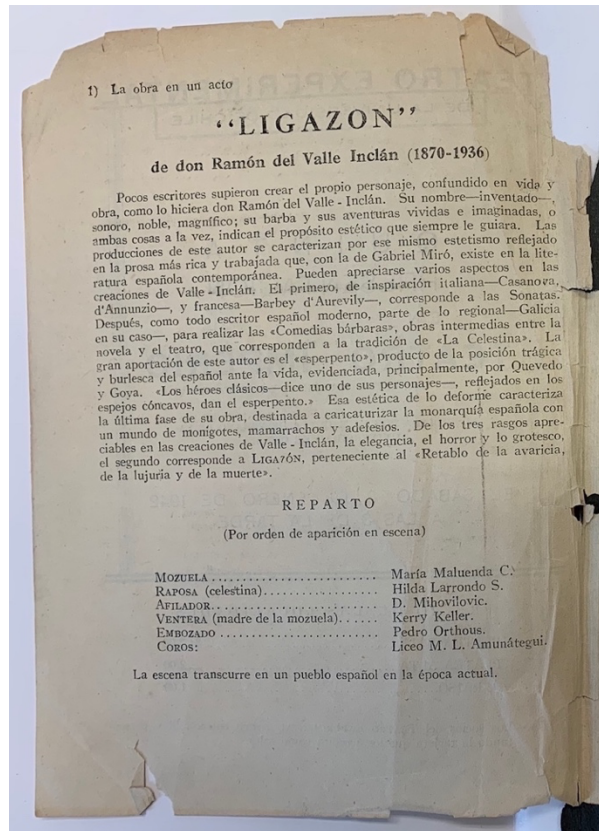 1) La obra en un acto
“LIGAZON”
de don Ramón del Valle Inclán (1870-1936)
Pocos escritores supieron crear el propio personaje, confundido en vida y
obra, como lo hiciera don Ramón del Valle-Inclán. Su nombre—inventado—,
sonoro, noble, magnífico; su barba y sus aventuras vividas e imaginadas, o
ambas cosas a la vez, indican el propósito estético que siempre le guiara. Las
producciones de este autor se caracterizan por ese mismo estetismo reflejado
en la prosa más rica y trabajada que, con la de Gabriel Miró, existe en la lite-
ratura española contemporánea. Pueden apreciarse varios aspectos en las
creaciones de Valle-Inclán. El primero, de inspiración italiana—Casanova,
d'Annunzio—, y francesa—Barbey d'Aurevily—, corresponde a las Sonatas.
Después, como todo escritor español moderno, parte de lo regional—Galicia
en su caso—, para realizar las «Comedias bárbaras», obras intermedias entre la
novela y el teatro, que corresponden a la tradición de «La Celestina». La
gran aportación de este autor es el «esperpento», producto de la posición trágica
y burlesca del español ante la vida, evidenciada, principalmente, por Quevedo
y Goya. «Los héroes clásicos—dice uno de sus personajes—, reflejados en los
espejos cóncavos, dan el esperpento.» Esa estética de lo deforme caracteriza
la última fase de su obra, destinada a caricaturizar la monarquía española con
un mundo de monigotes, mamarrachos y adefesios. De los tres rasgos apre-
ciables en las creaciones de Valle-Inclán, la elegancia, el horror y lo grotesco,
el segundo corresponde a LIGAZÓN, perteneciente al «Retablo de la avaricia,
de la lujuria y de la muerte».
REPARTO
(Por orden de aparición en escena)
MOZUELA ........................ María Maluenda C.
RAPOSA (celestina).................. Hilda Larrondo S.
AFILADOR........................ D. Mihovilovic.
VENTERA (madre de la mozuela)...... Kerry Keller.
EMBOZADO ....................... Pedro Orthous.
COROS: Liceo M. L. Amunátegui.
La escena transcurre en un pueblo español en la época actual.